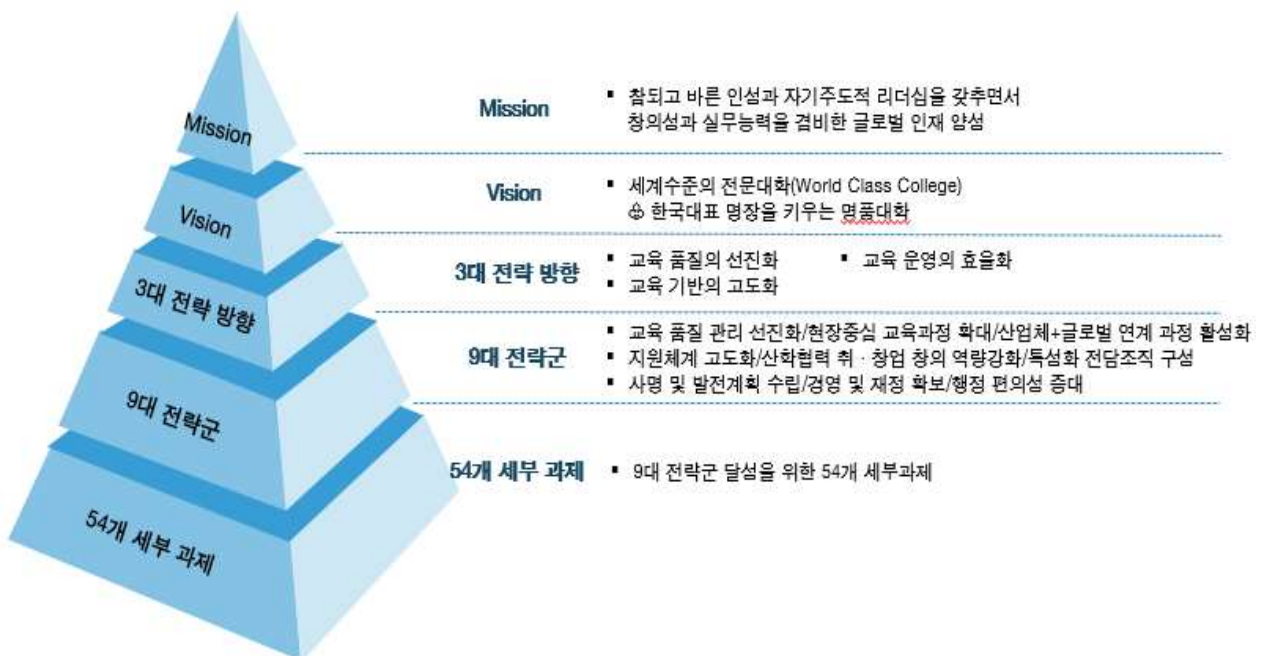 Mission
Vision
3대 전략 방향
9대 전략군
54개 세부 과제
Mission
▪ 참되고 바른 인성과 자기주도적 리더십을 갖추면서
창의성과 실무능력을 겸비한 글로벌 인재 양성
Vision
▪ 세계수준의 전문대학(World Class College)
♧ 한국대표 명장을 키우는 명품대학
3대 전략 방향
▪ 교육 품질의 선진화 ▪ 교육 운영의 효율화
▪ 교육 기반의 고도화
9대 전략군
▪ 교육 품질 관리 선진화/현장중심 교육과정 확대/산업체+글로벌 연계 과정 활성화
▪ 지원체계 고도화/산학협력 취 · 창업 창의 역량강화/특성화 전담조직 구성
▪ 사명 및 발전계획 수립/경영 및 재정 확보/행정 편의성 증대
54개 세부 과제
▪ 9대 전략군 달성을 위한 54개 세부과제